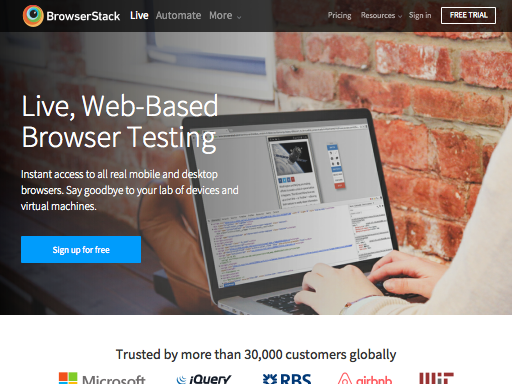 BrowserStack Live Automate More Pricing Resources Sign in FREE TRIAL
Live, Web-Based
Browser Testing
Instant access to all real mobile and desktop
browsers. Say goodbye to your lab of devices and
virtual machines.
Sign up for free
Trusted by more than 30,000 customers globally
Microsoft jQuery RBS airbnb MIT